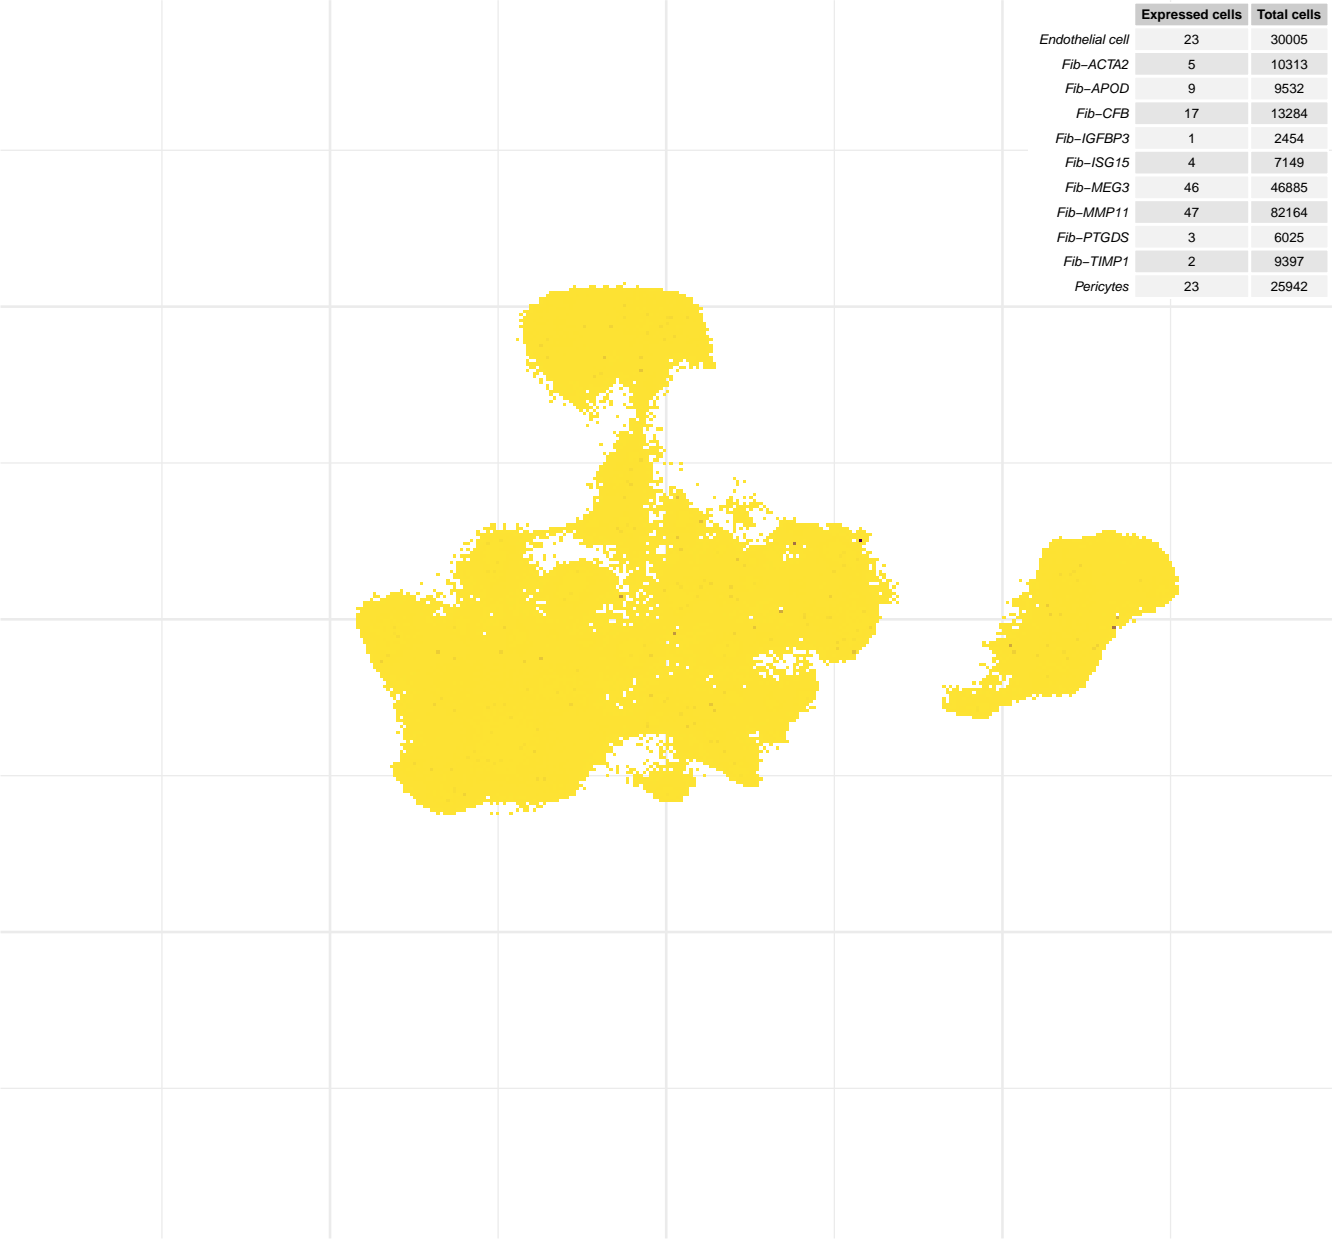 Expressed cells Total cells
Endothelial cell 23 30005
Fib−ACTA2 5 10313
Fib−APOD 9 9532
Fib−CFB 17 13284
Fib−IGFBP3 1 2454
Fib−ISG15 4 7149
Fib−MEG3 46 46885
Fib−MMP11 47 82164
Fib−PTGDS 3 6025
Fib−TIMP1 2 9397
Pericytes 23 25942